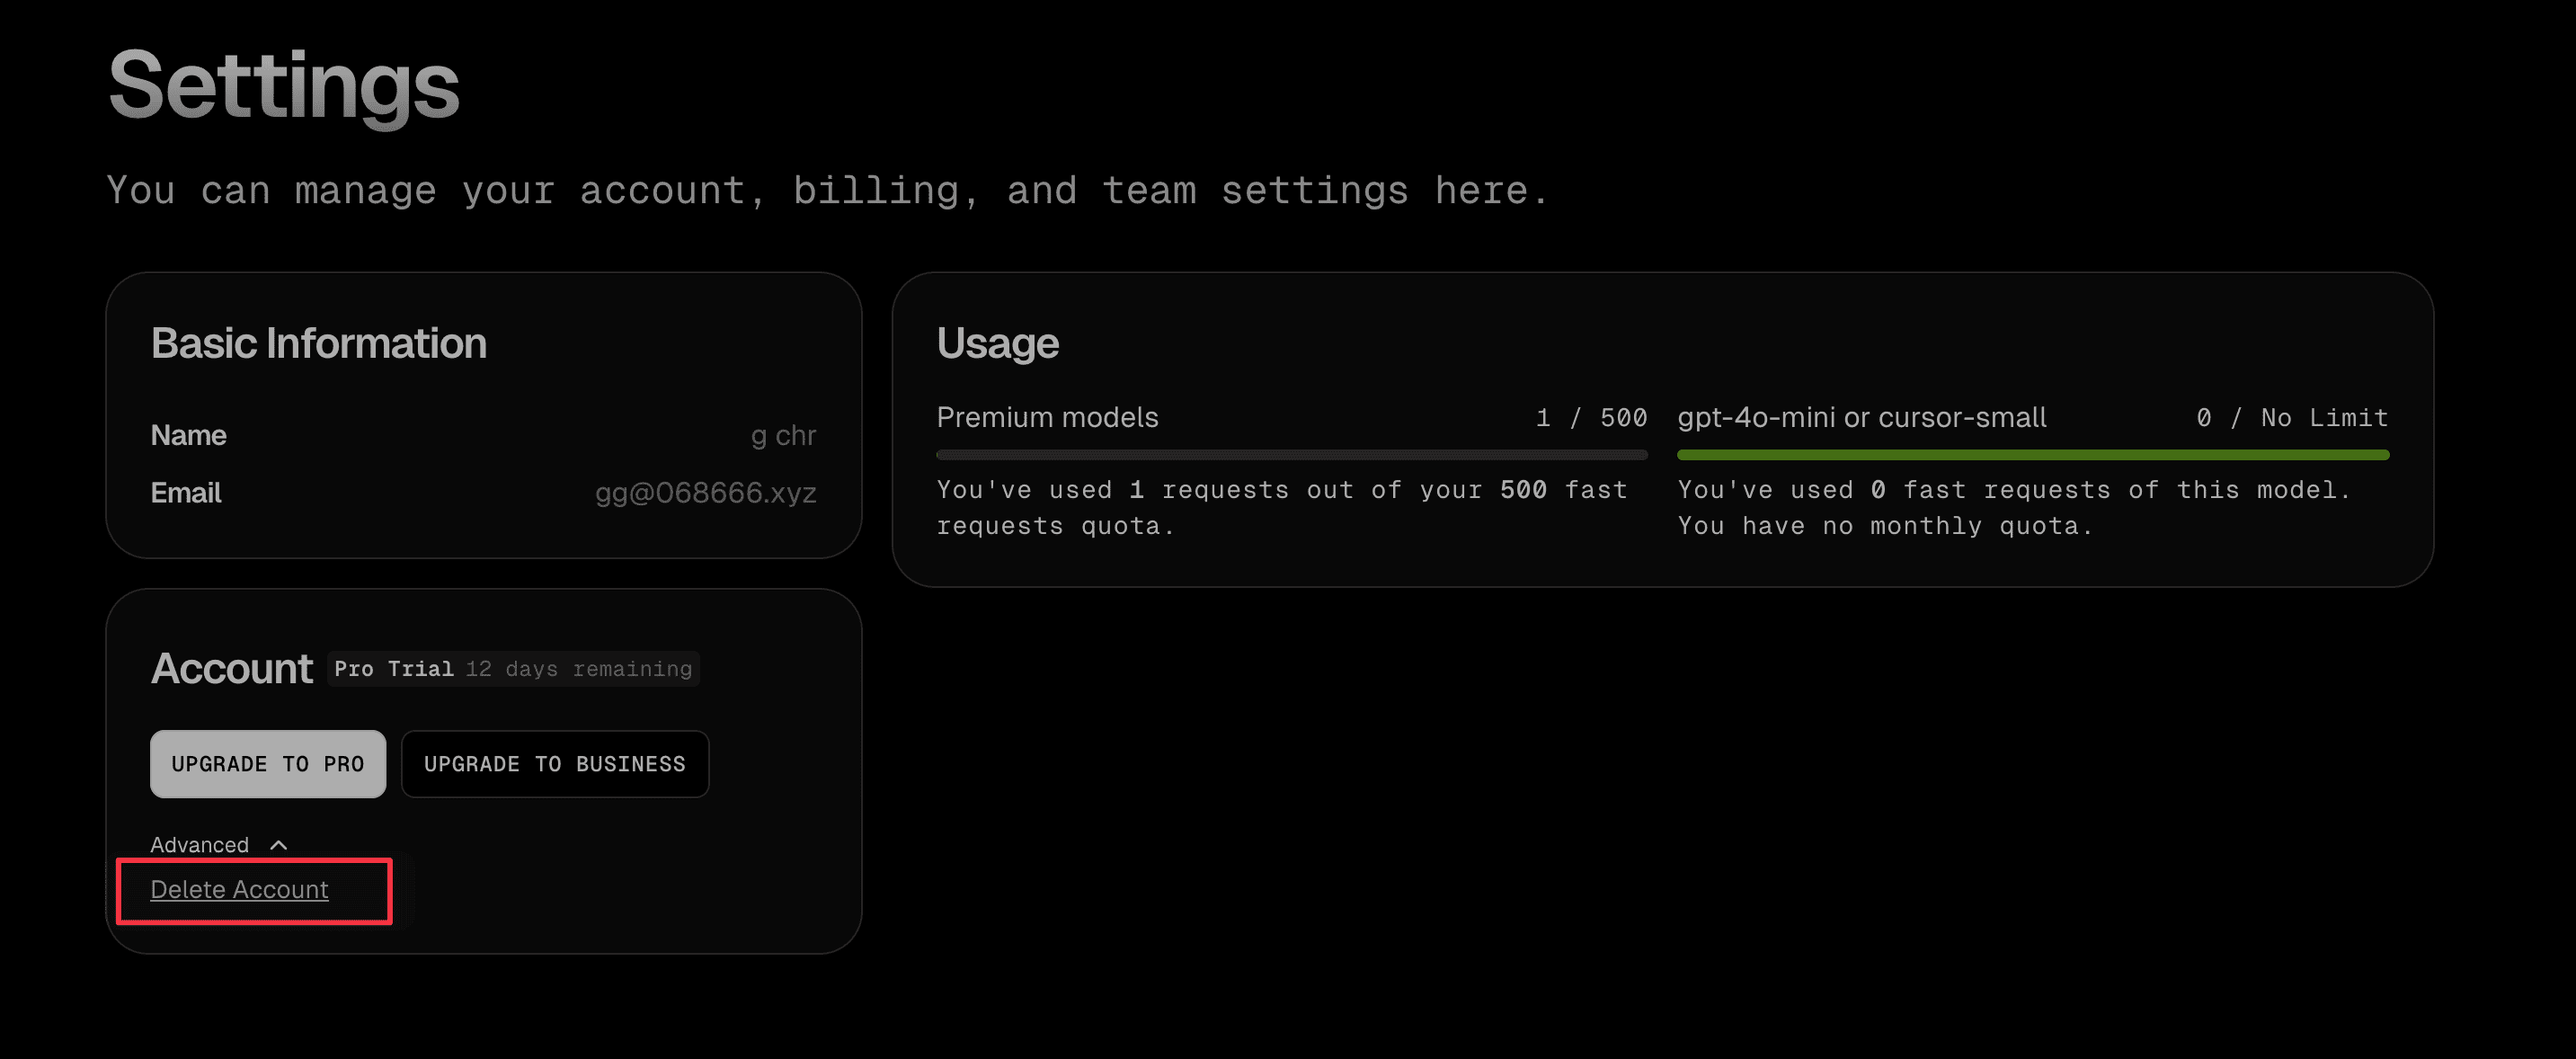 Settings
You can manage your account, billing, and team settings here.
Basic Information
Name g chr
Email gg@068666.xyz
Usage
Premium models 1 / 500
You've used 1 requests out of your 500 fast
requests quota.
gpt-4o-mini or cursor-small 0 / No Limit
You've used 0 fast requests of this model.
You have no monthly quota.
Account Pro Trial 12 days remaining
UPGRADE TO PRO UPGRADE TO BUSINESS
Advanced
Delete Account